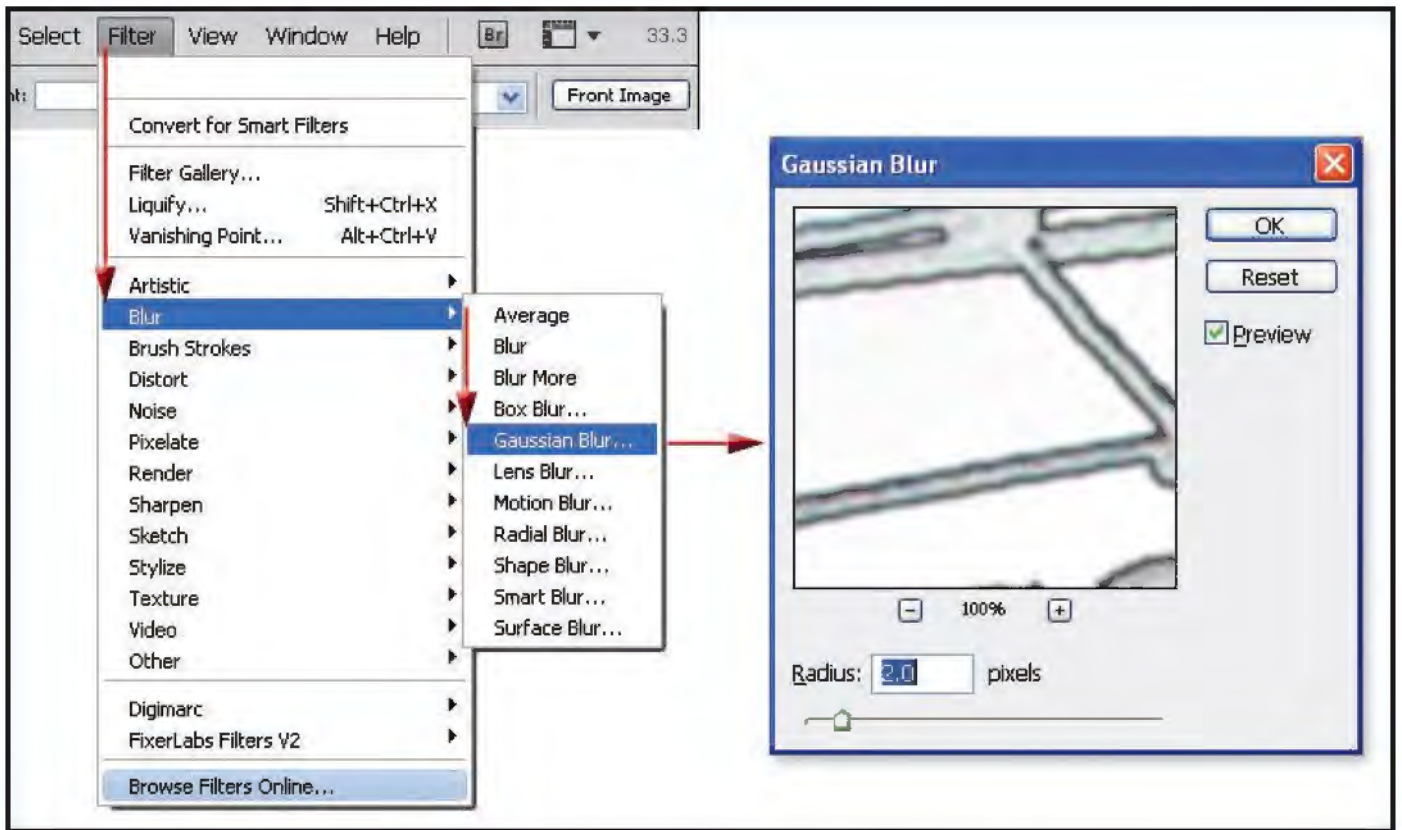 Select Filter View Window Help Br 33.3
nt: Front Image
Convert for Smart Filters
Filter Gallery...
Liquify... Shift+Ctrl+X
Vanishing Point... Alt+Ctrl+V
Artistic
Blur
Brush Strokes
Distort
Noise
Pixelate
Render
Sharpen
Sketch
Stylize
Texture
Video
Other
Digimarc
FixerLabs Filters V2
Browse Filters Online...
Average
Blur
Blur More
Box Blur...
Gaussian Blur...
Lens Blur...
Motion Blur...
Radial Blur...
Shape Blur...
Smart Blur...
Surface Blur...
Gaussian Blur
OK
Reset
Preview
100%
Radius: 2.0 pixels